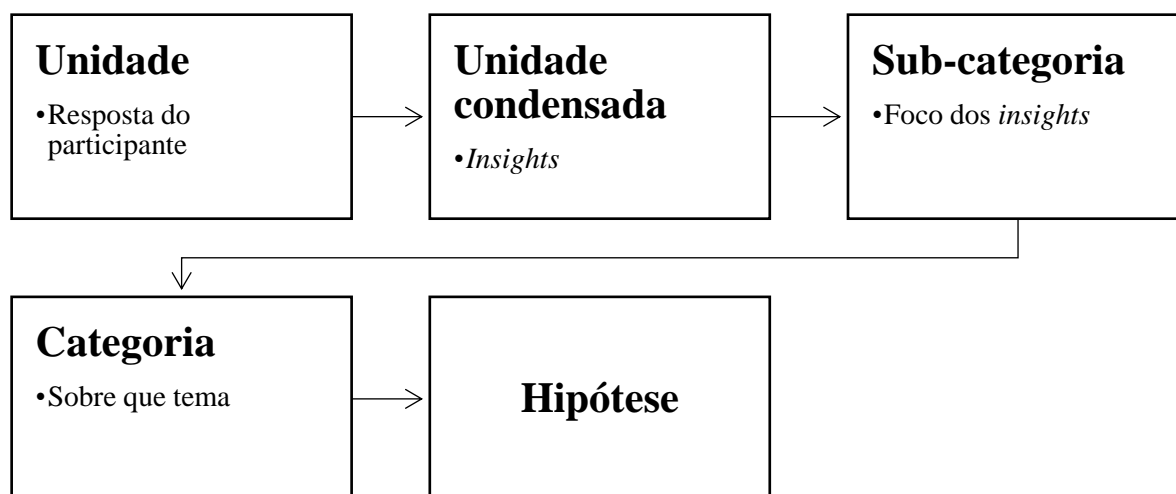 Unidade
•Resposta do
participante
Unidade
condensada
•Insights
Sub-categoria
•Foco dos insights
Categoria
•Sobre que tema
Hipótese